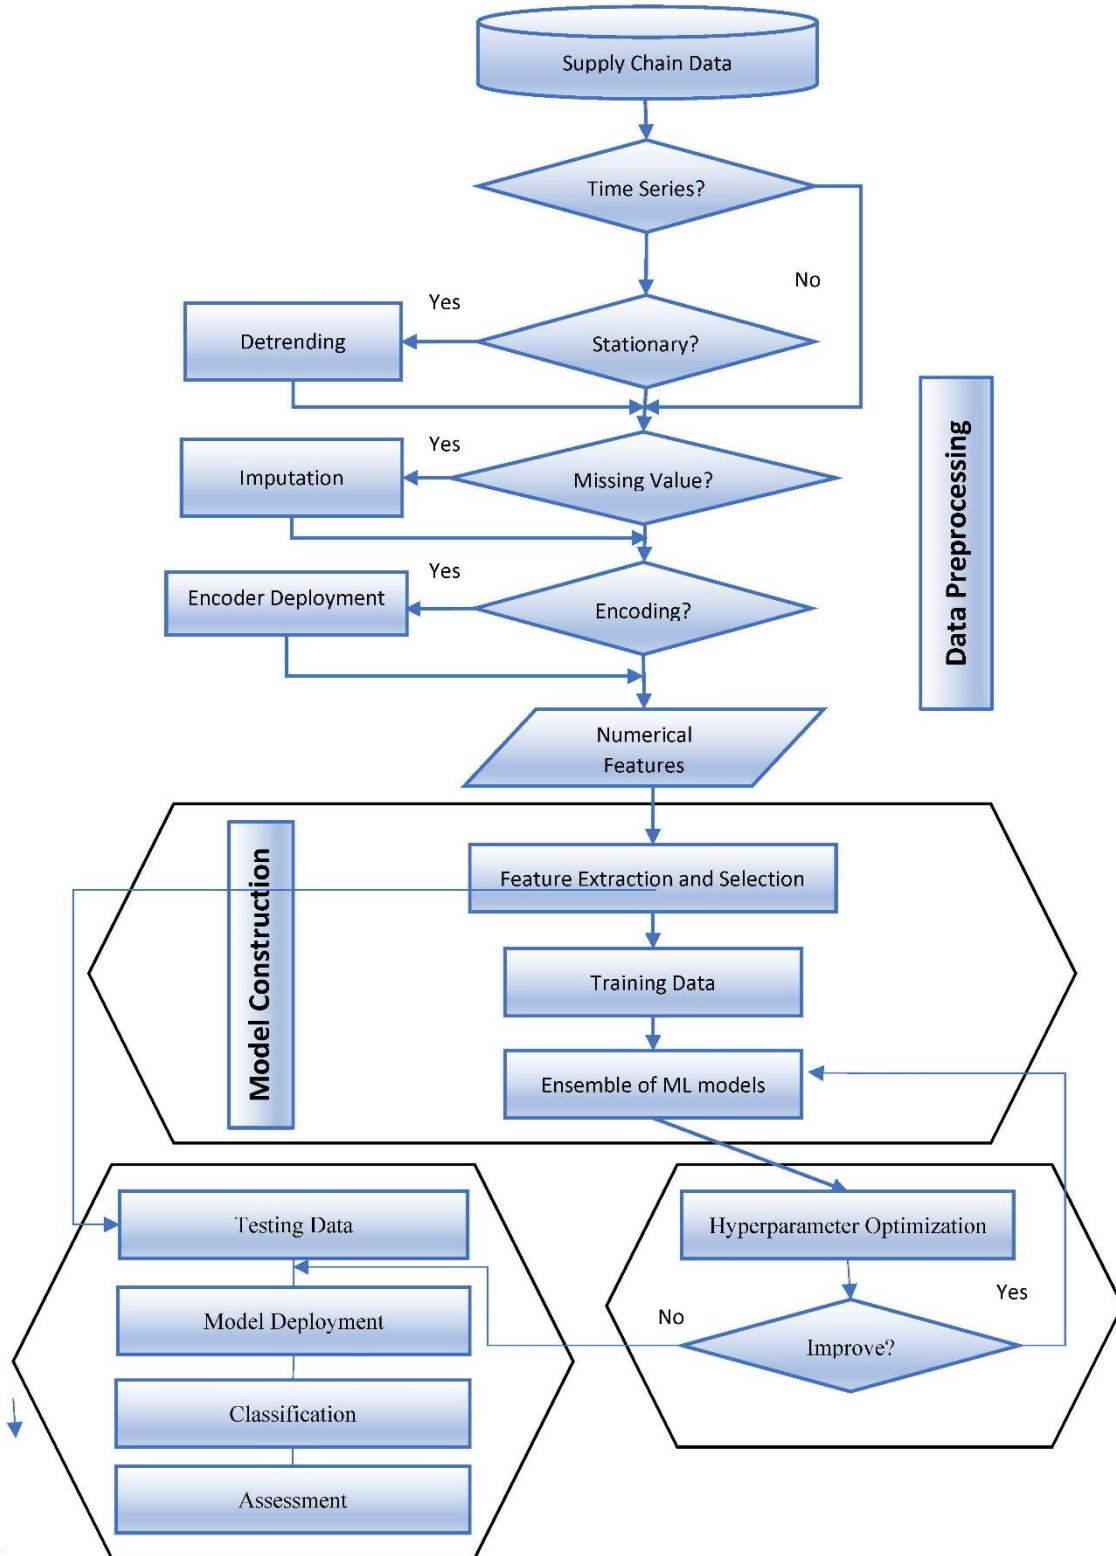 Supply Chain Data
Time Series?
No
Yes
Detrending
Stationary?
Yes
Imputation
Missing Value?
Data Preprocessing
Yes
Encoder Deployment
Encoding?
Numerical
Features
Model Construction
Feature Extraction and Selection
Training Data
Ensemble of ML models
Testing Data
Hyperparameter Optimization
Model Deployment
No
Yes
Improve?
Classification
Assessment